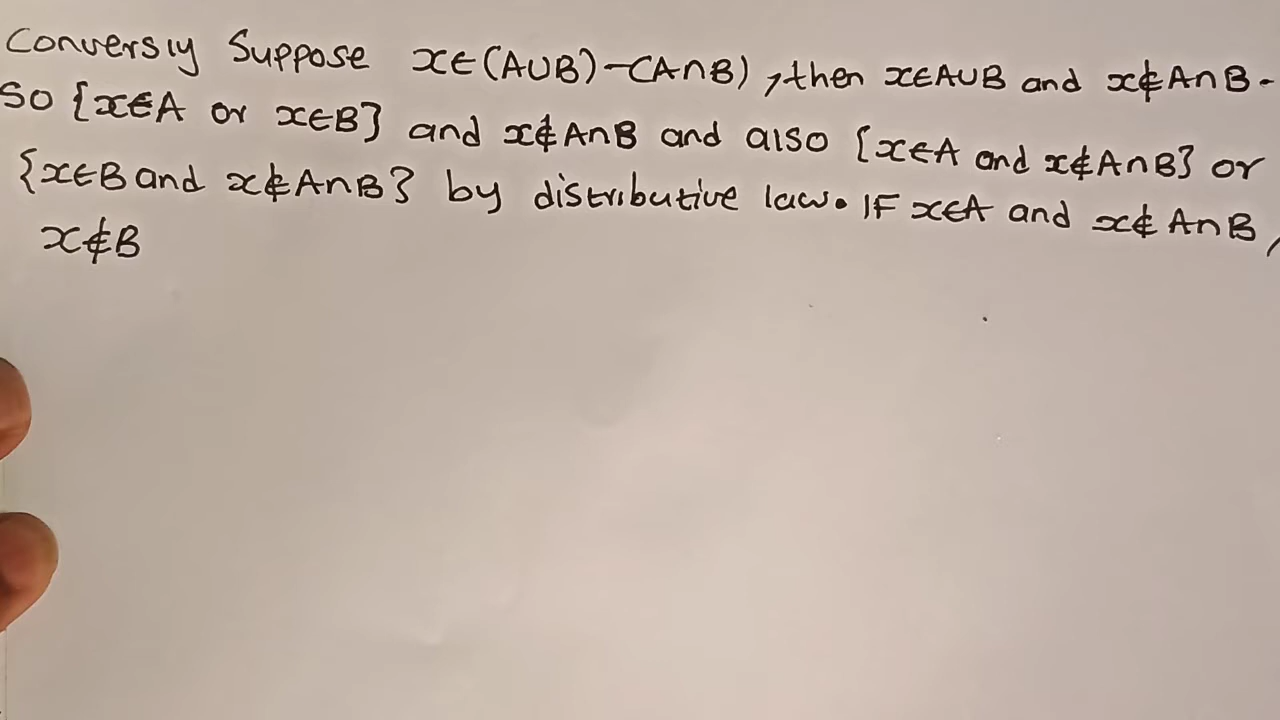 Conversly Suppose x∈(A∪B)-(A∩B), then x∈A∪B and x∉A∩B.
So {x∈A or x∈B} and x∉A∩B and also {x∈A and x∉A∩B} or
{x∈B and x∉A∩B} by distributive law. IF x∈A and x∉A∩B,
x∉B